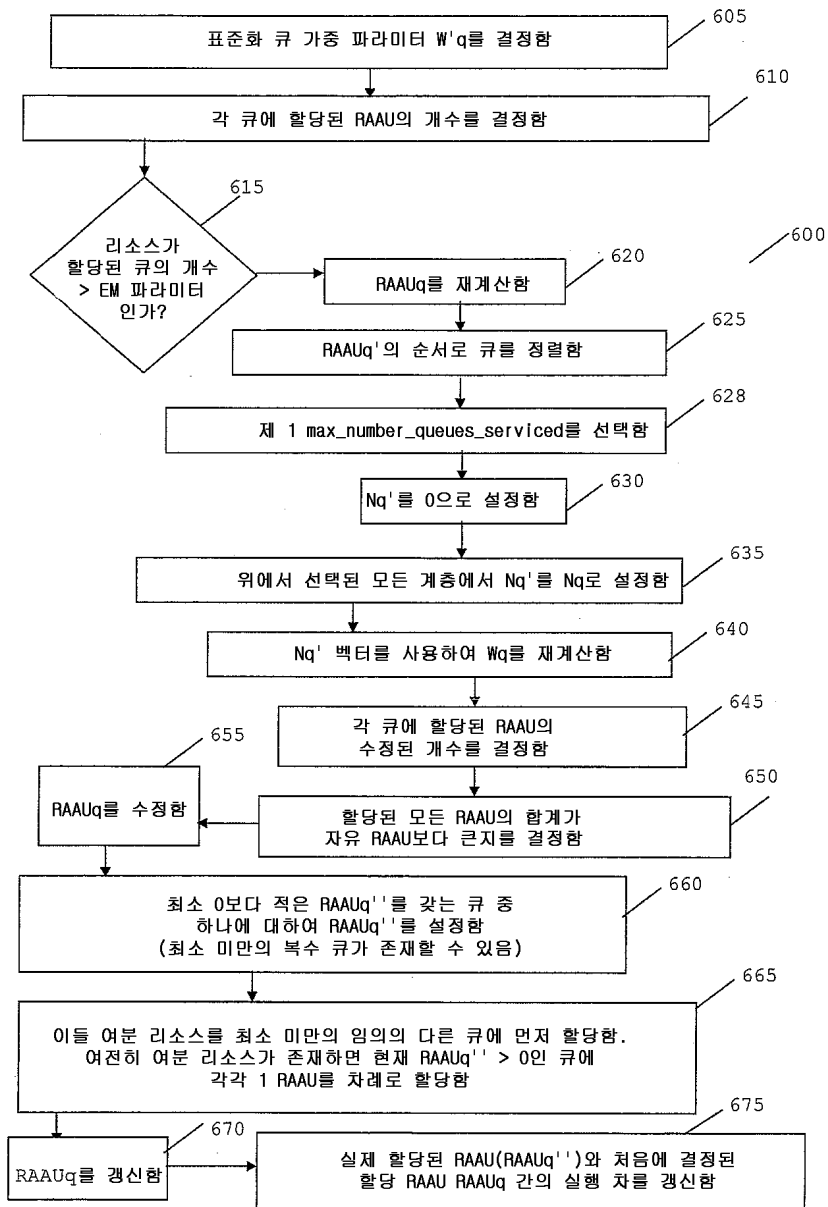 605
표준화 큐 가중 파라미터 W'q를 결정함
610
각 큐에 할당된 RAAU의 개수를 결정함
615
리소스가
할당된 큐의 개수
> EM 파라미터
인가?
600
620
RAAUq를 재계산함
625
RAAUq'의 순서로 큐를 정렬함
628
제 1 max_number_queues_serviced를 선택함
630
Nq'를 0으로 설정함
635
위에서 선택된 모든 계층에서 Nq'를 Nq로 설정함
640
Nq' 벡터를 사용하여 Wq를 재계산함
645
각 큐에 할당된 RAAU의
수정된 개수를 결정함
655
RAAUq를 수정함
650
할당된 모든 RAAU의 합계가
자유 RAAU보다 큰지를 결정함
660
최소 0보다 적은 RAAUq''를 갖는 큐 중
하나에 대하여 RAAUq''를 설정함
(최소 미만의 복수 큐가 존재할 수 있음)
665
이들 여분 리소스를 최소 미만의 임의의 다른 큐에 먼저 할당함.
여전히 여분 리소스가 존재하면 현재 RAAUq'' > 0인 큐에
각각 1 RAAU를 차례로 할당함
670
RAAUq를 갱신함
675
실제 할당된 RAAU(RAAUq'')와 처음에 결정된
할당 RAAU RAAUq 간의 실행 차를 갱신함